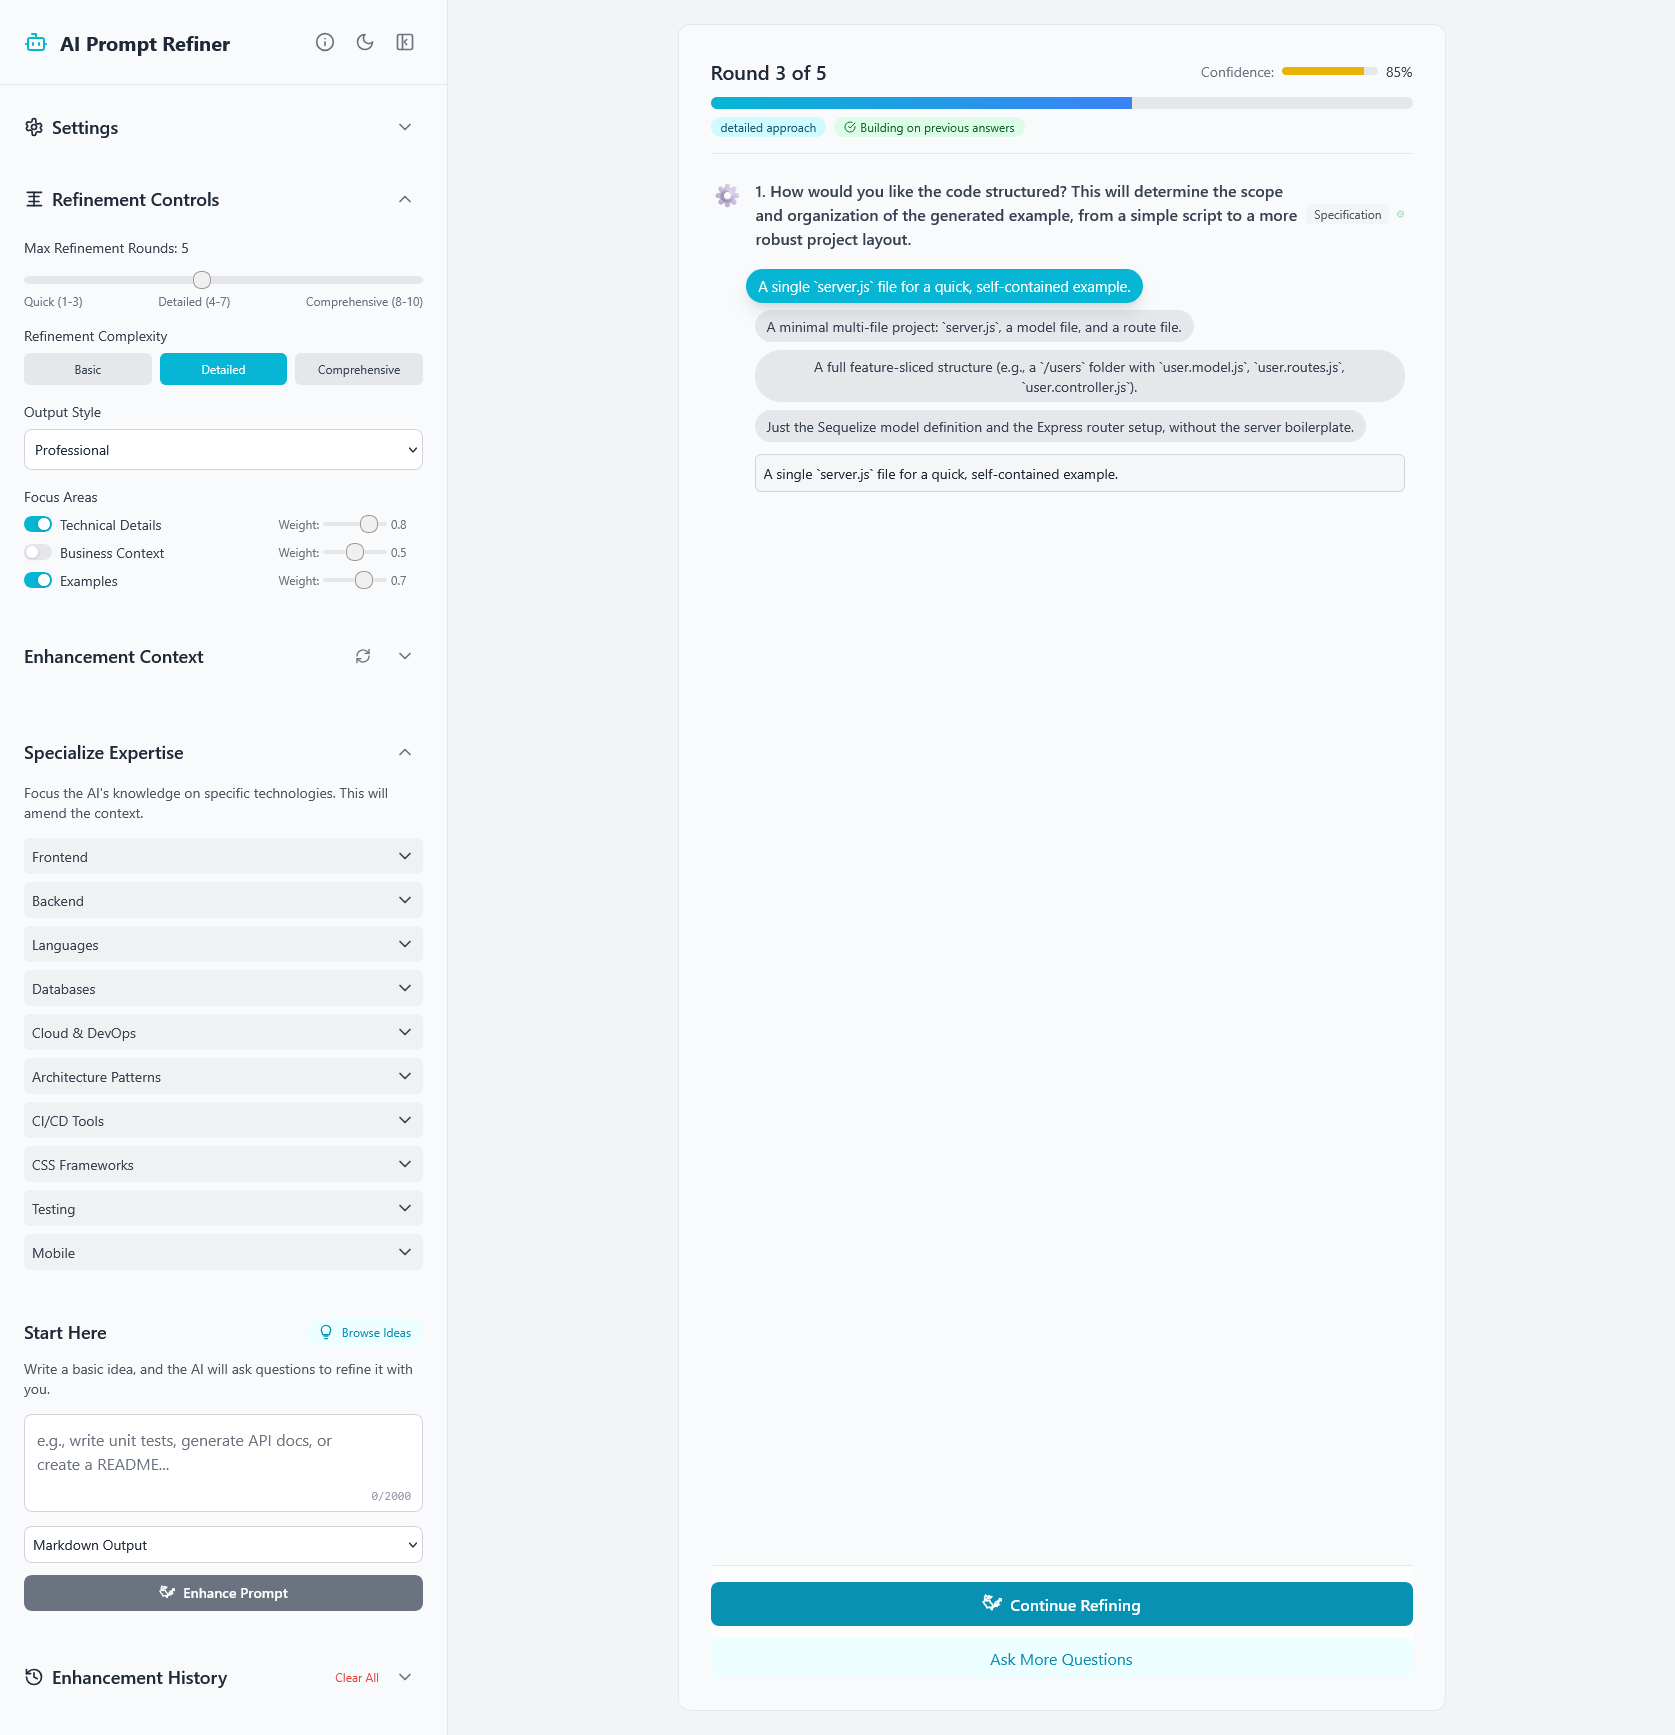 AI Prompt Refiner
Settings
Refinement Controls
Max Refinement Rounds: 5
Quick (1-3)
Detailed (4-7)
Comprehensive (8-10)
Refinement Complexity
Basic
Detailed
Comprehensive
Output Style
Professional
Focus Areas
Technical Details
Weight:
0.8
Business Context
Weight:
0.5
Examples
Weight:
0.7
Enhancement Context
Specialize Expertise
Focus the AI's knowledge on specific technologies. This will
amend the context.
Frontend
Backend
Languages
Databases
Cloud & DevOps
Architecture Patterns
CI/CD Tools
CSS Frameworks
Testing
Mobile
Start Here
Browse Ideas
Write a basic idea, and the AI will ask questions to refine it with
you.
e.g., write unit tests, generate API docs, or
create a README...
0/2000
Markdown Output
Enhance Prompt
Enhancement History
Clear All
Round 3 of 5
Confidence:
85%
detailed approach
Building on previous answers
1. How would you like the code structured? This will determine the scope
and organization of the generated example, from a simple script to a more
robust project layout.
Specification
A single `server.js` file for a quick, self-contained example.
A minimal multi-file project: `server.js`, a model file, and a route file.
A full feature-sliced structure (e.g., a `/users` folder with `user.model.js`, `user.routes.js`,
`user.controller.js`).
Just the Sequelize model definition and the Express router setup, without the server boilerplate.
A single `server.js` file for a quick, self-contained example.
Continue Refining
Ask More Questions